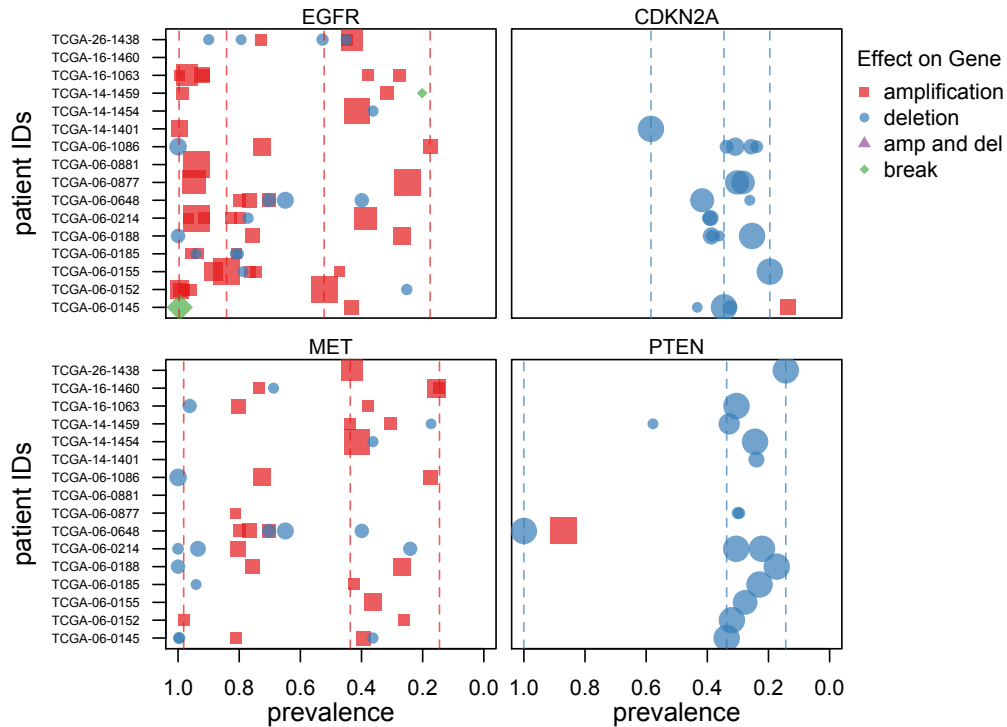 EGFR
CDKN2A
Effect on Gene
amplification
deletion
amp and del
break
patient IDs
TCGA-26-1438
TCGA-16-1460
TCGA-16-1063
TCGA-14-1459
TCGA-14-1454
TCGA-14-1401
TCGA-06-1086
TCGA-06-0881
TCGA-06-0877
TCGA-06-0648
TCGA-06-0214
TCGA-06-0188
TCGA-06-0185
TCGA-06-0155
TCGA-06-0152
TCGA-06-0145
MET
PTEN
patient IDs
TCGA-26-1438
TCGA-16-1460
TCGA-16-1063
TCGA-14-1459
TCGA-14-1454
TCGA-14-1401
TCGA-06-1086
TCGA-06-0881
TCGA-06-0877
TCGA-06-0648
TCGA-06-0214
TCGA-06-0188
TCGA-06-0185
TCGA-06-0155
TCGA-06-0152
TCGA-06-0145
1.0 0.8 0.6 0.4 0.2 0.0
1.0 0.8 0.6 0.4 0.2 0.0
prevalence
prevalence